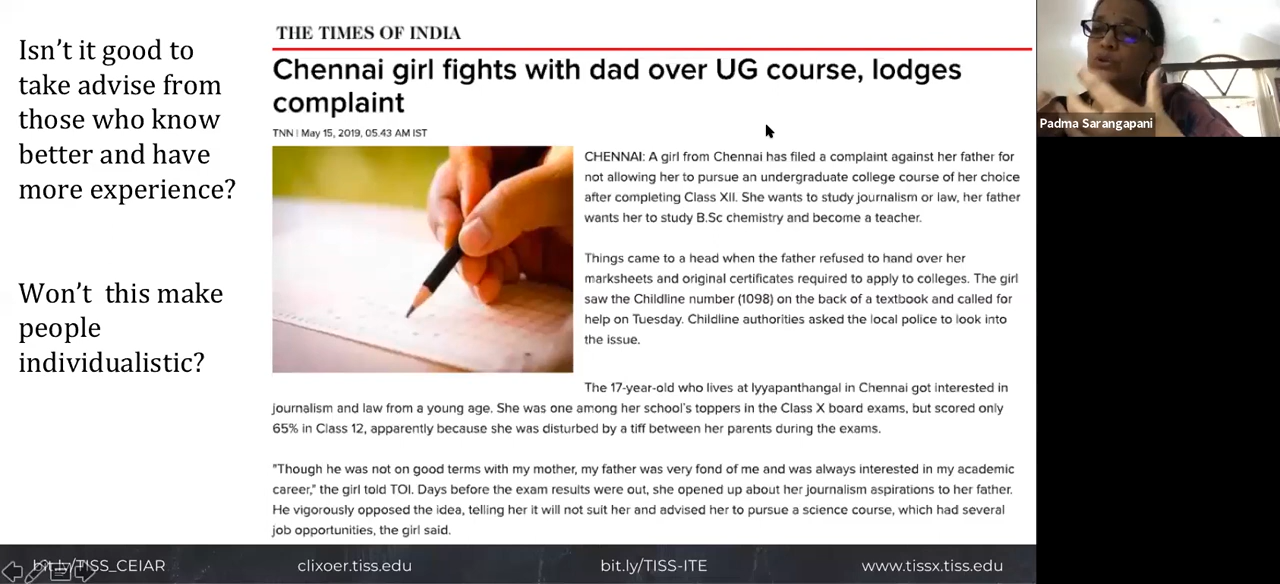 Isn't it good to
take advise from
those who know
better and have
more experience?
Won't this make
people
individualistic?
THE TIMES OF INDIA
Chennai girl fights with dad over UG course, lodges
complaint
TNN | May 15, 2019, 05.43 AM IST
CHENNAI: A girl from Chennai has filed a complaint against her father for
not allowing her to pursue an undergraduate college course of her choice
after completing Class XII. She wants to study journalism or law, her father
wants her to study B.Sc chemistry and become a teacher.
Things came to a head when the father refused to hand over her
marksheets and original certificates required to apply to colleges. The girl
saw the Childline number (1098) on the back of a textbook and called for
help on Tuesday. Childline authorities asked the local police to look into
the issue.
The 17-year-old who lives at Iyyapanthangal in Chennai got interested in
journalism and law from a young age. She was one among her school's toppers in the Class X board exams, but scored only
65% in Class 12, apparently because she was disturbed by a tiff between her parents during the exams.
"Though he was not on good terms with my mother, my father was very fond of me and was always interested in my academic
career," the girl told TOI. Days before the exam results were out, she opened up about her journalism aspirations to her father.
He vigorously opposed the idea, telling her it will not suit her and advised her to pursue a science course, which had several
job opportunities, the girl said.
Padma Sarangapani
bit.ly/TISS_CEIAR clixoer.tiss.edu bit.ly/TISS-ITE www.tissx.tiss.edu